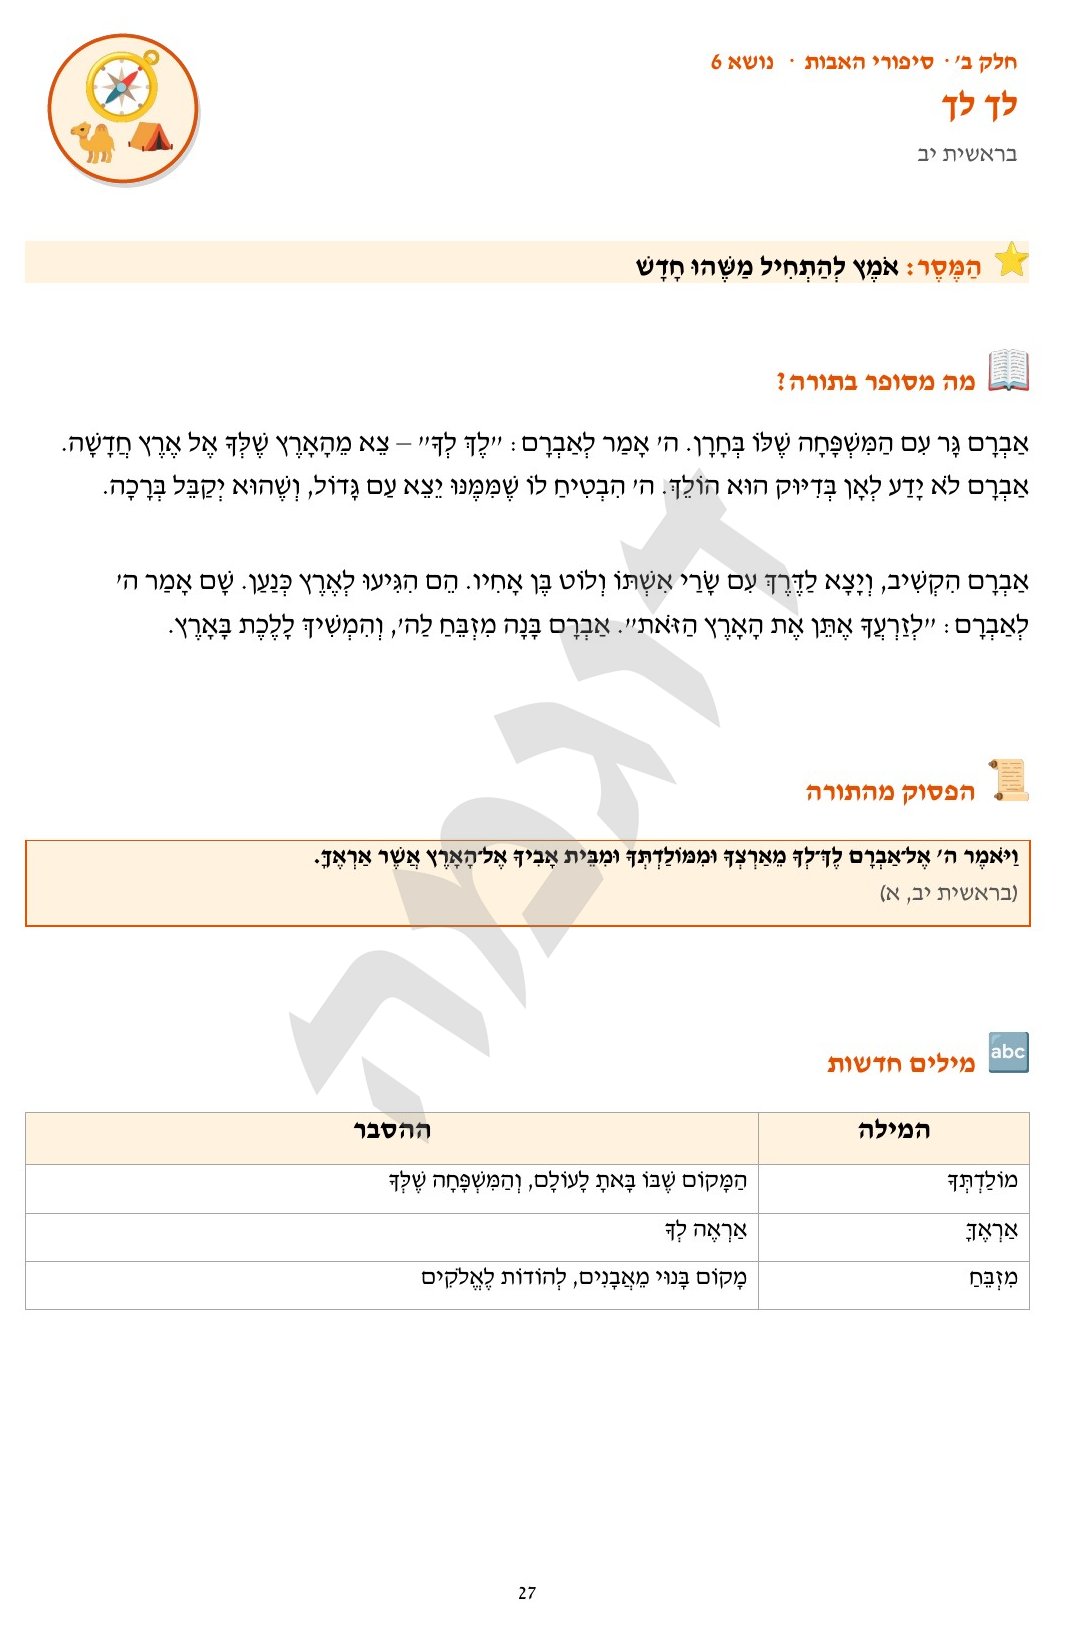 חלק ב׳ · סיפורי האבות · נושא 6
לך לך
בראשית יב
הַמֶּסֶר: אֹמֶץ לְהַתְחִיל מַשֶּׁהוּ חָדָשׁ
מה מסופר בתורה?
אַבְרָם גָּר עִם הַמִּשְׁפָּחָה שֶׁלּוֹ בְּחָרָן. ה׳ אָמַר לְאַבְרָם: ״לֶךְ לְךָ״ – צֵא מֵהָאָרֶץ שֶׁלְּךָ אֶל אֶרֶץ חֲדָשָׁה.
אַבְרָם לֹא יָדַע לְאָן בְּדִיּוּק הוּא הוֹלֵךְ. ה׳ הִבְטִיחַ לוֹ שֶׁמִּמֶּנּוּ יֵצֵא עַם גָּדוֹל, וְשֶׁהוּא יְקַבֵּל בְּרָכָה.
אַבְרָם הִקְשִׁיב, וְיָצָא לַדֶּרֶךְ עִם שָׂרַי אִשְׁתּוֹ וְלוֹט בֶּן אָחִיו. הֵם הִגִּיעוּ לְאֶרֶץ כְּנַעַן. שָׁם אָמַר ה׳
לְאַבְרָם: ״לְזַרְעֲךָ אֶתֵּן אֶת הָאָרֶץ הַזֹּאת״. אַבְרָם בָּנָה מִזְבֵּחַ לַה׳, וְהִמְשִׁיךְ לָלֶכֶת בָּאָרֶץ.
הפסוק מהתורה
וַיֹּאמֶר ה׳ אֶל־אַבְרָם לֶךְ־לְךָ מֵאַרְצְךָ וּמִמּוֹלַדְתְּךָ וּמִבֵּית אָבִיךָ אֶל־הָאָרֶץ אֲשֶׁר אַרְאֶךָּ.
(בראשית יב, א)
abc מילים חדשות
המילה ההסבר
מוֹלַדְתְּךָ הַמָּקוֹם שֶׁבּוֹ בָּאתָ לָעוֹלָם, וְהַמִּשְׁפָּחָה שֶׁלְּךָ
אַרְאֶךָּ אַרְאֶה לְךָ
מִזְבֵּחַ מָקוֹם בָּנוּי מֵאֲבָנִים, לְהוֹדוֹת לֶאֱלֹקִים
דוגמה
27